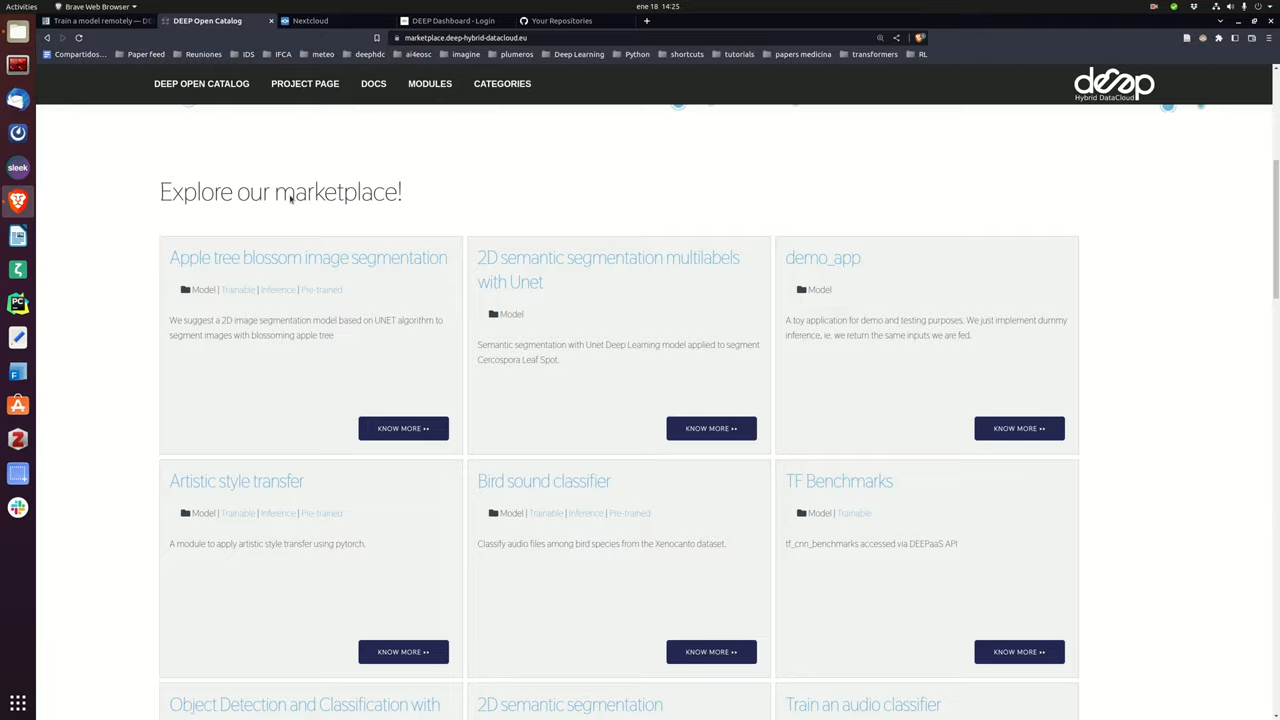 Activities
Brave Web Browser
ene 18 14:25
Train a model remotely — DE
DEEP Open Catalog
Nextcloud
DEEP Dashboard - Login
Your Repositories
marketplace.deep-hybrid-datacloud.eu
Compartidos...
Paper feed
Reuniones
IDS
IFCA
meteo
deephdc
ai4eosc
imagine
plumeros
Deep Learning
Python
shortcuts
tutorials
papers medicina
transformers
RL
DEEP OPEN CATALOG
PROJECT PAGE
DOCS
MODULES
CATEGORIES
deep
Hybrid DataCloud
sleek
PC
Explore our marketplace!
Apple tree blossom image segmentation
Model | Trainable | Inference | Pre-trained
We suggest a 2D image segmentation model based on UNET algorithm to
segment images with blossoming apple tree
KNOW MORE
2D semantic segmentation multilabels
with Unet
Model
Semantic segmentation with Unet Deep Learning model applied to segment
Cercospora Leaf Spot.
KNOW MORE
demo_app
Model
A toy application for demo and testing purposes. We just implement dummy
inference, ie. we return the same inputs we are fed.
KNOW MORE
Artistic style transfer
Model | Trainable | Inference | Pre-trained
A module to apply artistic style transfer using pytorch.
KNOW MORE
Bird sound classifier
Model | Trainable | Inference | Pre-trained
Classify audio files among bird species from the Xenocanto dataset.
KNOW MORE
TF Benchmarks
Model | Trainable
tf_cnn_benchmarks accessed via DEEPaaS API
KNOW MORE
Object Detection and Classification with
2D semantic segmentation
Train an audio classifier